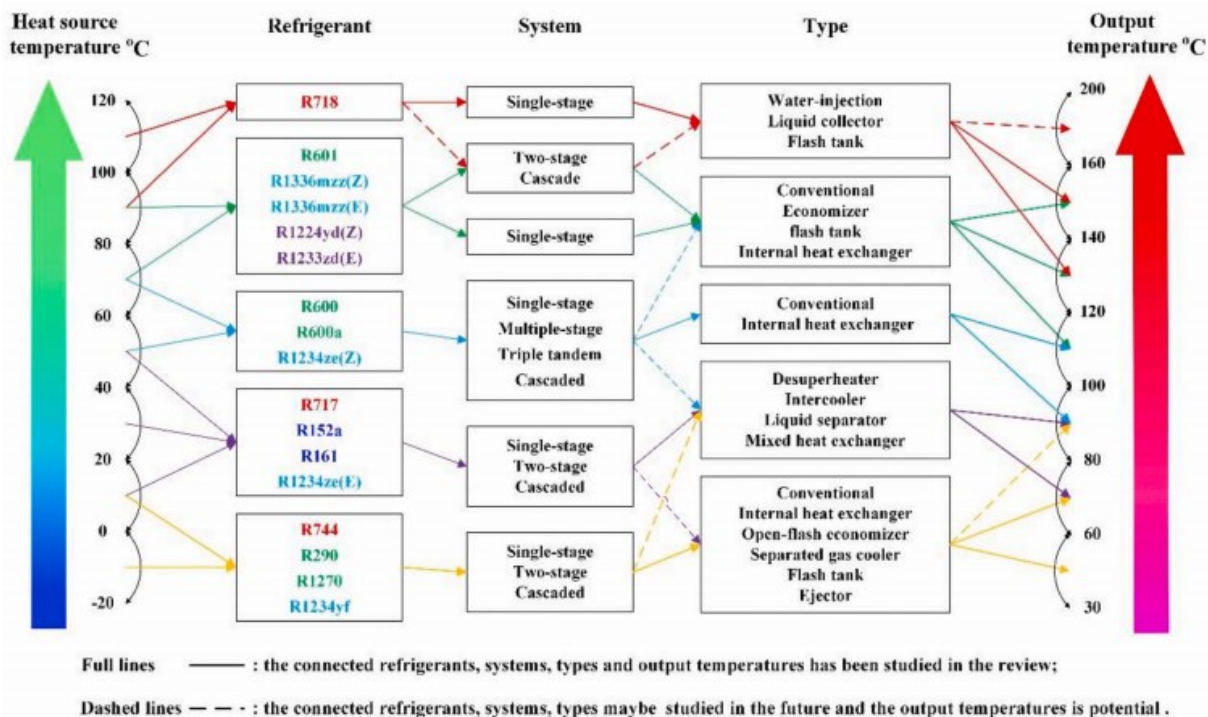 Heat source
temperature °C
Refrigerant
System
Type
Output
temperature °C
120
100
80
60
40
20
0
-20
R718
R601
R1336mzz(Z)
R1336mzz(E)
R1224yd(Z)
R1233zd(E)
R600
R600a
R1234ze(Z)
R717
R152a
R161
R1234ze(E)
R744
R290
R1270
R1234yf
Single-stage
Two-stage
Cascade
Single-stage
Single-stage
Multiple-stage
Triple tandem
Cascaded
Single-stage
Two-stage
Cascaded
Single-stage
Two-stage
Cascaded
Water-injection
Liquid collector
Flash tank
Conventional
Economizer
flash tank
Internal heat exchanger
Conventional
Internal heat exchanger
Desuperheater
Intercooler
Liquid separator
Mixed heat exchanger
Conventional
Internal heat exchanger
Open-flash economizer
Separated gas cooler
Flash tank
Ejector
200
160
140
120
100
80
60
30
Full lines : the connected refrigerants, systems, types and output temperatures has been studied in the review;
Dashed lines : the connected refrigerants, systems, types maybe studied in the future and the output temperatures is potential .